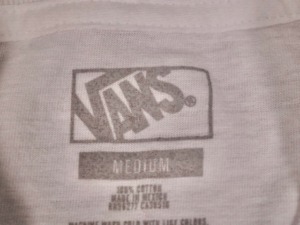 VANS®
MEDIUM
100% COTTON
MADE IN MEXICO
MACHINE WASH COLD WITH LIKE COLORS